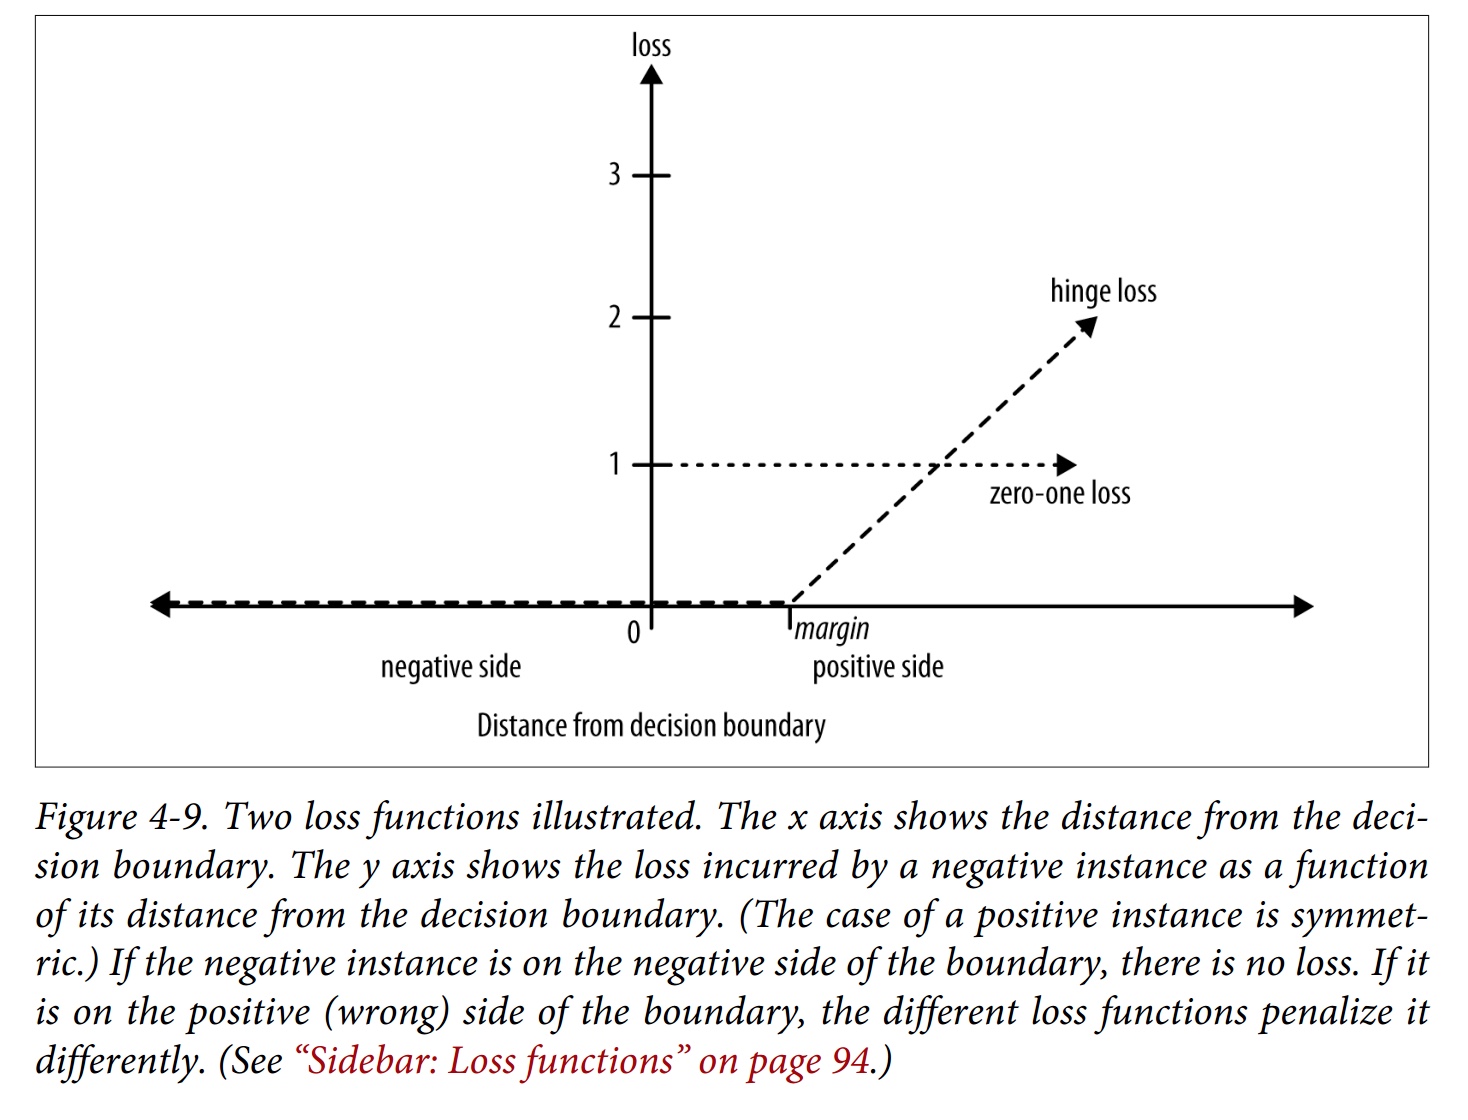 loss
3
hinge loss
2
1
zero-one loss
0
margin
negative side
positive side
Distance from decision boundary
Figure 4-9. Two loss functions illustrated. The x axis shows the distance from the deci-
sion boundary. The y axis shows the loss incurred by a negative instance as a function
of its distance from the decision boundary. (The case of a positive instance is symmet-
ric.) If the negative instance is on the negative side of the boundary, there is no loss. If it
is on the positive (wrong) side of the boundary, the different loss functions penalize it
differently. (See “Sidebar: Loss functions” on page 94.)